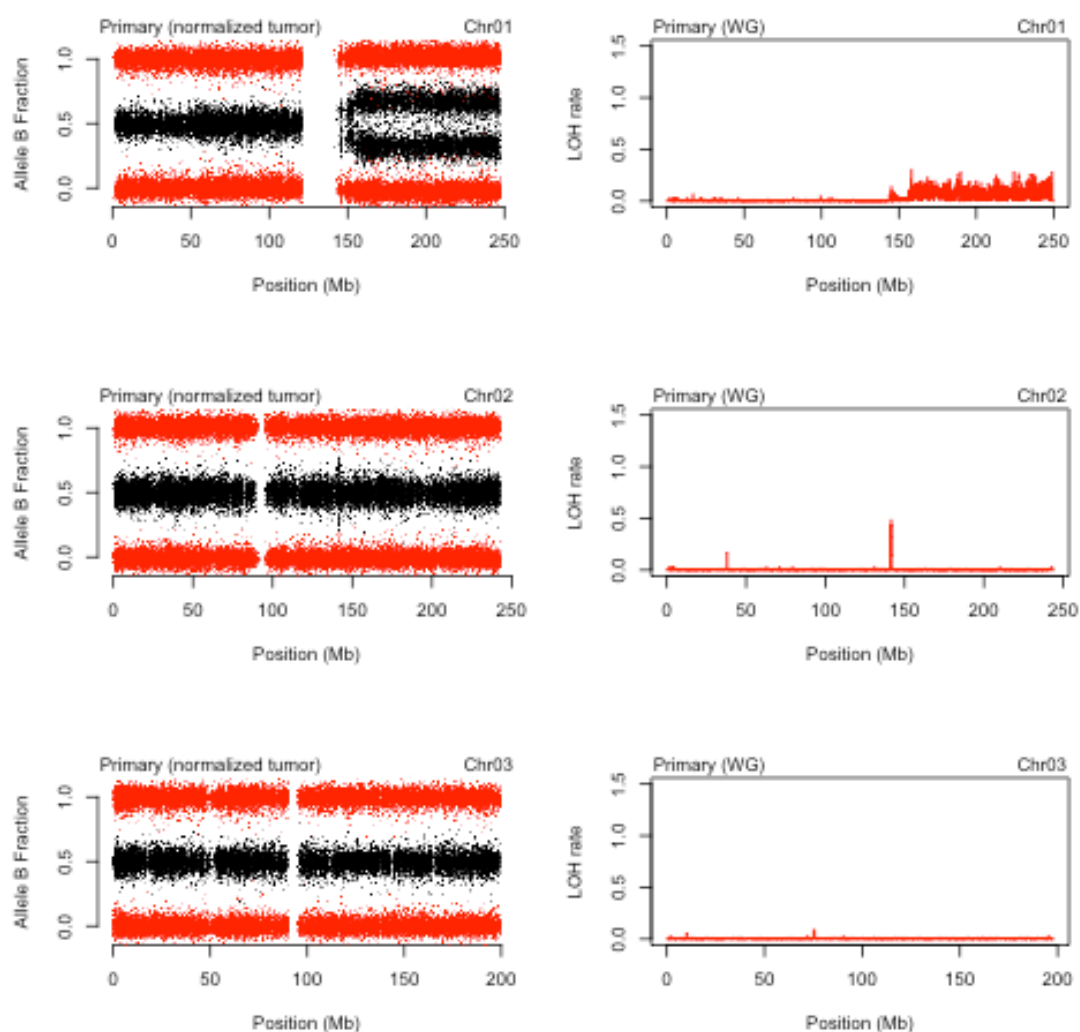 Primary (normalized tumor) Chr01
Allele B Fraction
1.0
0.5
0.0
0 50 100 150 200 250
Position (Mb)
Primary (WG) Chr01
LOH rate
1.5
1.0
0.5
0.0
0 50 100 150 200 250
Position (Mb)
Primary (normalized tumor) Chr02
Allele B Fraction
1.0
0.5
0.0
0 50 100 150 200 250
Position (Mb)
Primary (WG) Chr02
LOH rate
1.5
1.0
0.5
0.0
0 50 100 150 200 250
Position (Mb)
Primary (normalized tumor) Chr03
Allele B Fraction
1.0
0.5
0.0
0 50 100 150 200
Position (Mb)
Primary (WG) Chr03
LOH rate
1.5
1.0
0.5
0.0
0 50 100 150 200
Position (Mb)